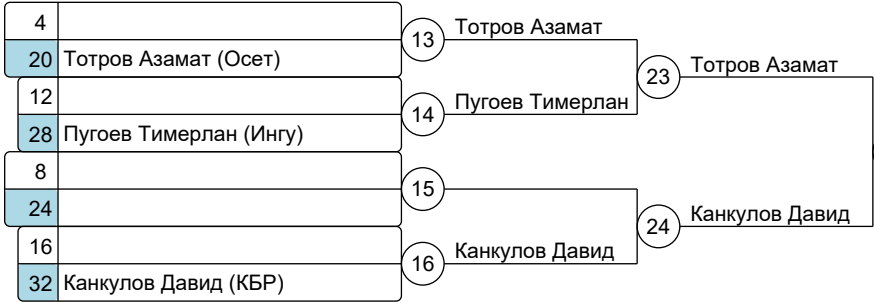 4
13
Тотров Азамат
20 Тотров Азамат (Осет)
23
Тотров Азамат
12
14
Пугоев Тимерлан
28 Пугоев Тимерлан (Ингу)
8
15
24
24
Канкулов Давид
16
16
Канкулов Давид
32 Канкулов Давид (КБР)